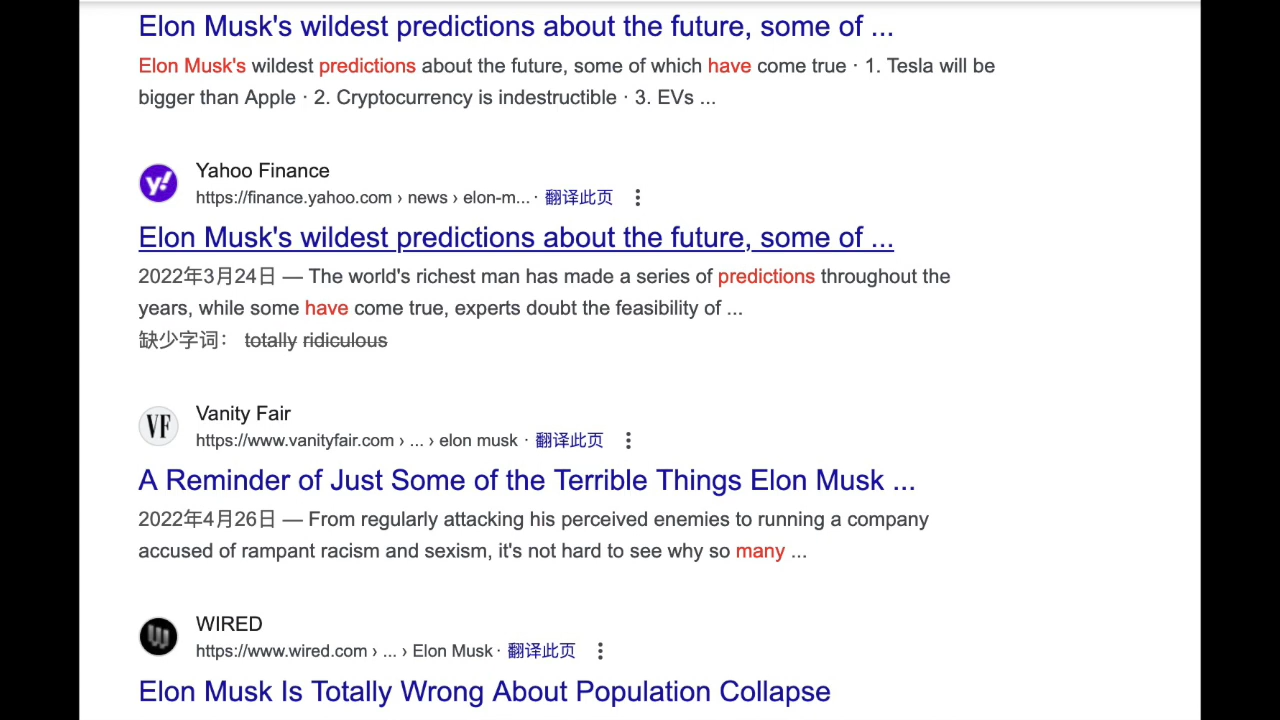 Elon Musk's wildest predictions about the future, some of ...
Elon Musk's wildest predictions about the future, some of which have come true · 1. Tesla will be
bigger than Apple · 2. Cryptocurrency is indestructible · 3. EVs ...
y!
Yahoo Finance
https://finance.yahoo.com › news › elon-m... · 翻译此页
Elon Musk's wildest predictions about the future, some of ...
2022年3月24日 — The world's richest man has made a series of predictions throughout the
years, while some have come true, experts doubt the feasibility of ...
缺少字词： totally ridiculous
VF
Vanity Fair
https://www.vanityfair.com › ... › elon musk · 翻译此页
A Reminder of Just Some of the Terrible Things Elon Musk ...
2022年4月26日 — From regularly attacking his perceived enemies to running a company
accused of rampant racism and sexism, it's not hard to see why so many ...
W
WIRED
https://www.wired.com › ... › Elon Musk · 翻译此页
Elon Musk Is Totally Wrong About Population Collapse